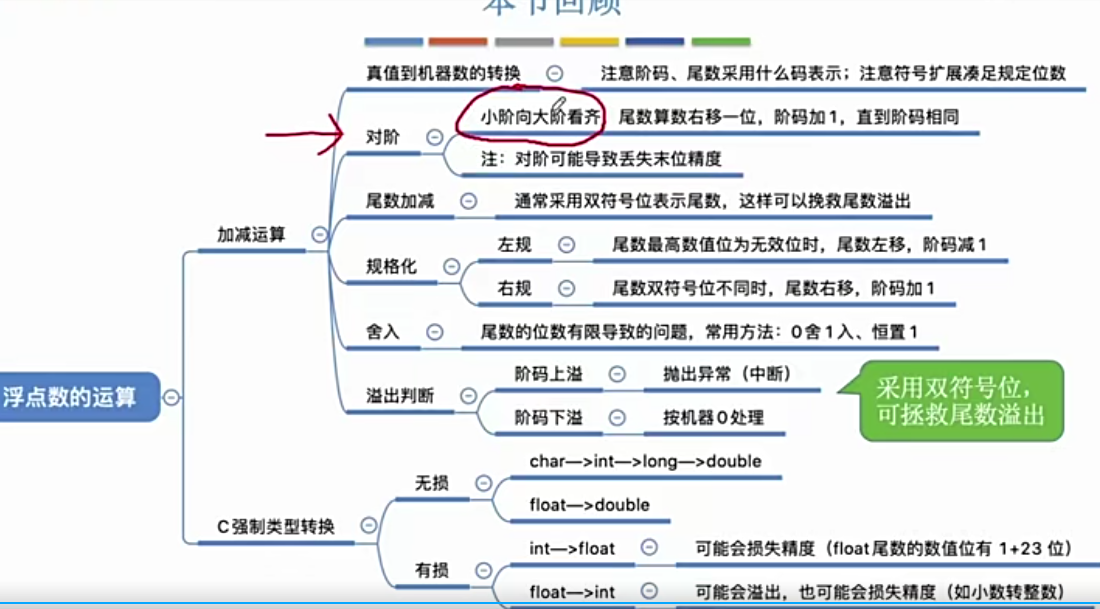 本节回顾
真值到机器数的转换
注意阶码、尾数采用什么码表示；注意符号扩展凑足规定位数
对阶
小阶向大阶看齐
尾数算数右移一位，阶码加1，直到阶码相同
注：对阶可能导致丢失末位精度
尾数加减
通常采用双符号位表示尾数，这样可以挽救尾数溢出
加减运算
规格化
左规
尾数最高数值位为无效位时，尾数左移，阶码减1
右规
尾数双符号位不同时，尾数右移，阶码加1
舍入
尾数的位数有限导致的问题，常用方法：0舍1入、恒置1
溢出判断
阶码上溢
抛出异常（中断）
阶码下溢
按机器0处理
采用双符号位，
可拯救尾数溢出
浮点数的运算
C强制类型转换
无损
char—>int—>long—>double
float—>double
有损
int—>float
可能会损失精度（float尾数的数值位有 1+23 位）
float—>int
可能会溢出，也可能会损失精度（如小数转整数）